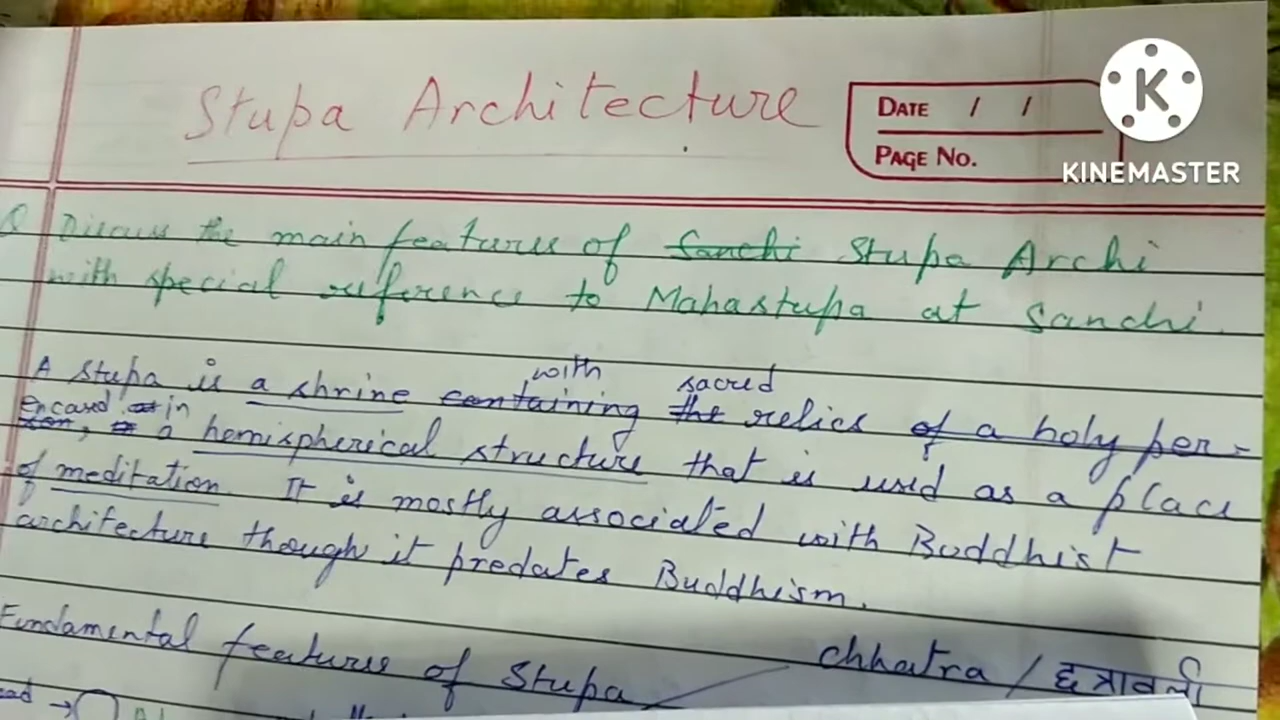 Stupa Architecture
DATE / /
PAGE NO.
KINEMASTER
Q Discuss the main features of Sanchi Stupa Archi
with special reference to Mahastupa at Sanchi.
with sacred
A stupa is a shrine containing the relics of a holy per-
encased in
son, a hemispherical structure that is used as a place
of meditation. It is mostly associated with Buddhist
architecture though it predates Buddhism.
Fundamental features of Stupa
chhatra / छत्रावली